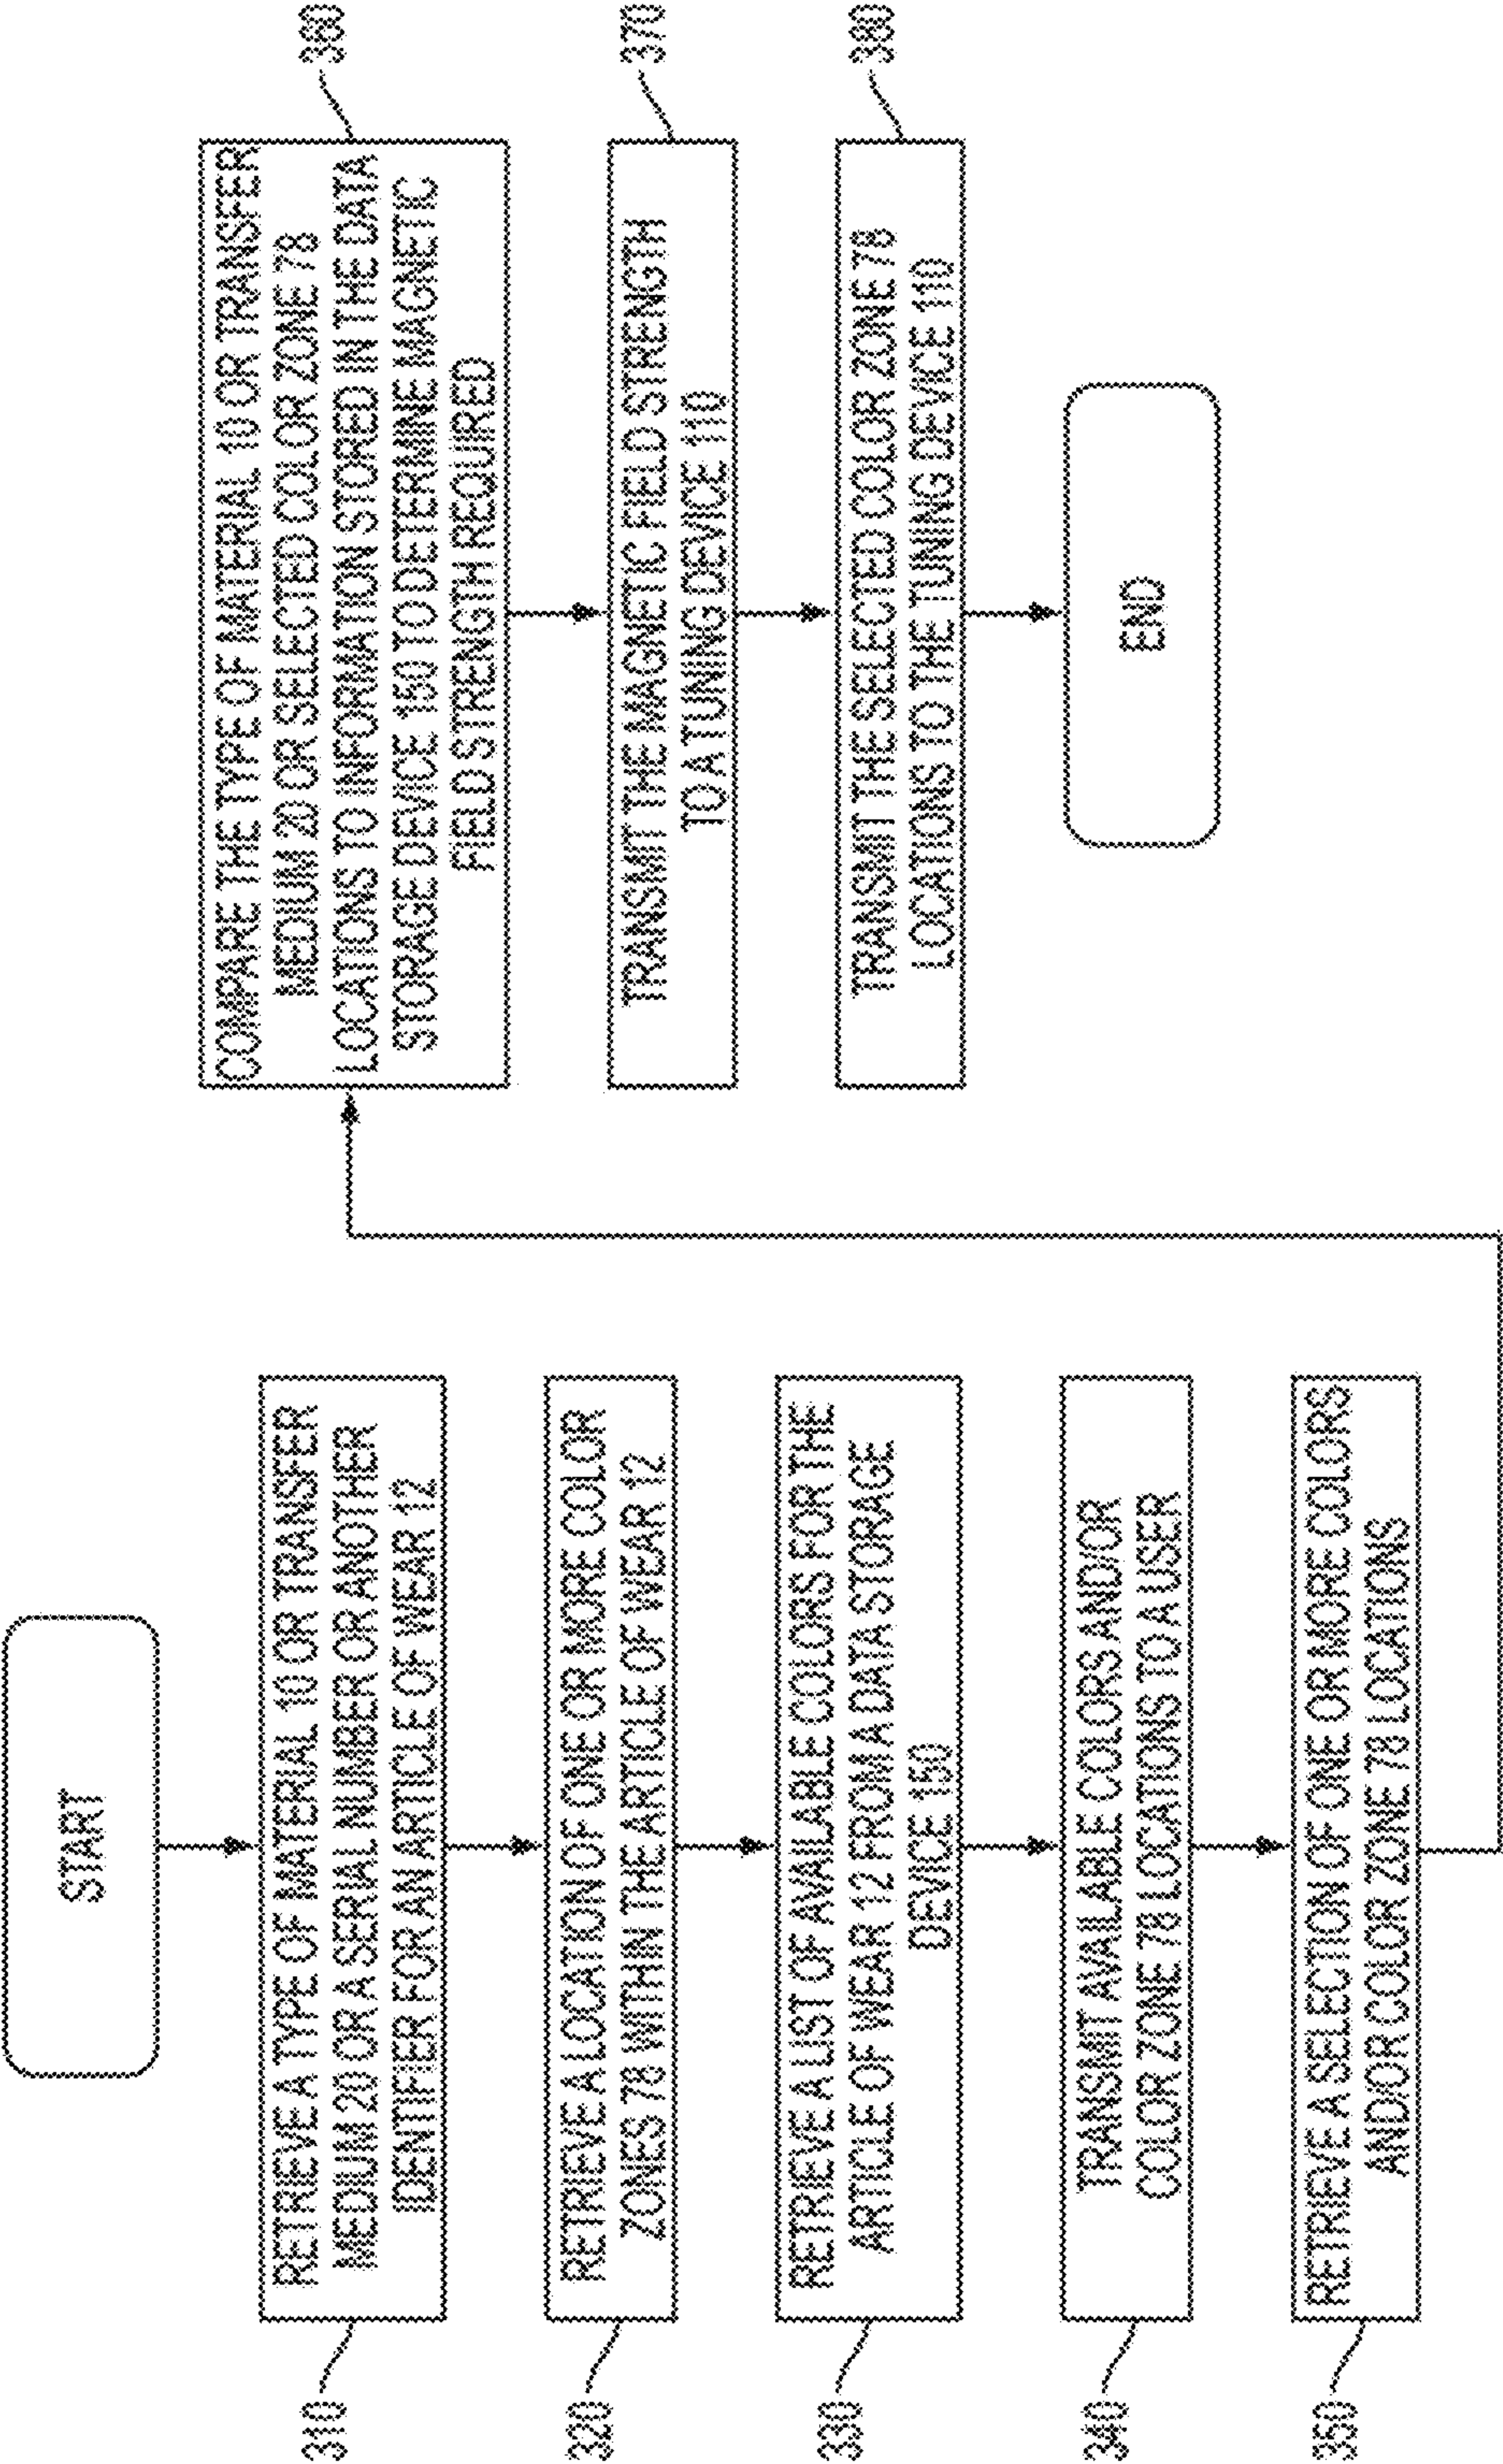 START
310
RETRIEVE A TYPE OF MATERIAL 10 OR TRANSFER
MEDIUM 20 OR A SERIAL NUMBER OR ANOTHER
IDENTIFIER FOR AN ARTICLE OF WEAR 12
320
RETRIEVE A LOCATION OF ONE OR MORE COLOR
ZONES 78 WITHIN THE ARTICLE OF WEAR 12
330
RETRIEVE A LIST OF AVAILABLE COLORS FOR THE
ARTICLE OF WEAR 12 FROM A DATA STORAGE
DEVICE 150
340
TRANSMIT AVAILABLE COLORS AND/OR
COLOR ZONE 78 LOCATIONS TO A USER
350
RETRIEVE A SELECTION OF ONE OR MORE COLORS
AND/OR COLOR ZONE 78 LOCATIONS
COMPARE THE TYPE OF MATERIAL 10 OR TRANSFER
MEDIUM 20 OR SELECTED COLOR ZONE 78
LOCATIONS TO INFORMATION STORED IN THE DATA
STORAGE DEVICE 150 TO DETERMINE MAGNETIC
FIELD STRENGTH REQUIRED
360
TRANSMIT THE MAGNETIC FIELD STRENGTH
TO A TUNING DEVICE 110
370
TRANSMIT THE SELECTED COLOR ZONE 78
LOCATIONS TO THE TUNING DEVICE 110
380
END